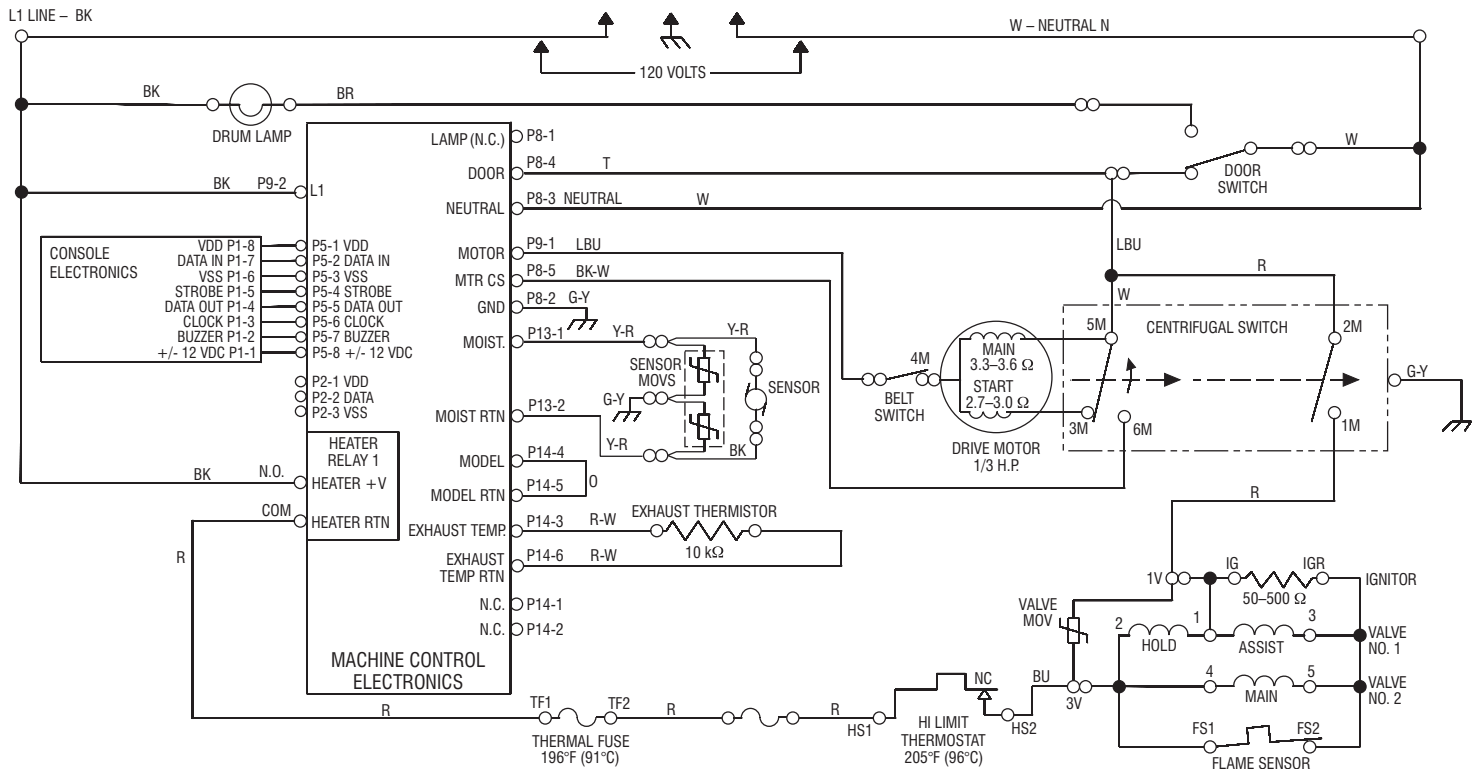 L1 LINE – BK
W – NEUTRAL N
120 VOLTS
BK
BR
DRUM LAMP
LAMP (N.C.)
P8-1
DOOR
P8-4
T
W
DOOR
SWITCH
BK
P9-2
L1
NEUTRAL
P8-3 NEUTRAL
W
CONSOLE
ELECTRONICS
VDD P1-8
DATA IN P1-7
VSS P1-6
STROBE P1-5
DATA OUT P1-4
CLOCK P1-3
BUZZER P1-2
+/- 12 VDC P1-1
P5-1 VDD
P5-2 DATA IN
P5-3 VSS
P5-4 STROBE
P5-5 DATA OUT
P5-6 CLOCK
P5-7 BUZZER
P5-8 +/- 12 VDC
P2-1 VDD
P2-2 DATA
P2-3 VSS
MOTOR
P9-1
LBU
MTR CS
P8-5
BK-W
GND
P8-2
G-Y
MOIST.
P13-1
Y-R
Y-R
SENSOR
MOVS
SENSOR
G-Y
MOIST RTN
P13-2
Y-R
BK
MODEL
P14-4
O
MODEL RTN
P14-5
EXHAUST TEMP.
P14-3
R-W
EXHAUST THERMISTOR
10 kΩ
EXHAUST
TEMP RTN
P14-6
R-W
N.C.
P14-1
N.C.
P14-2
HEATER
RELAY 1
BK
N.O.
HEATER +V
COM
HEATER RTN
R
MACHINE CONTROL
ELECTRONICS
LBU
R
W
5M
CENTRIFUGAL SWITCH
2M
4M
BELT
SWITCH
MAIN
3.3–3.6 Ω
START
2.7–3.0 Ω
DRIVE MOTOR
1/3 H.P.
3M
6M
1M
G-Y
R
1V
IG
IGR
IGNITOR
50–500 Ω
VALVE
MOV
2
1
3
HOLD
ASSIST
VALVE
NO. 1
BU
3V
4
5
MAIN
VALVE
NO. 2
FS1
FS2
FLAME SENSOR
R
TF1
TF2
THERMAL FUSE
196°F (91°C)
R
R
HS1
NC
HI LIMIT
THERMOSTAT
205°F (96°C)
HS2